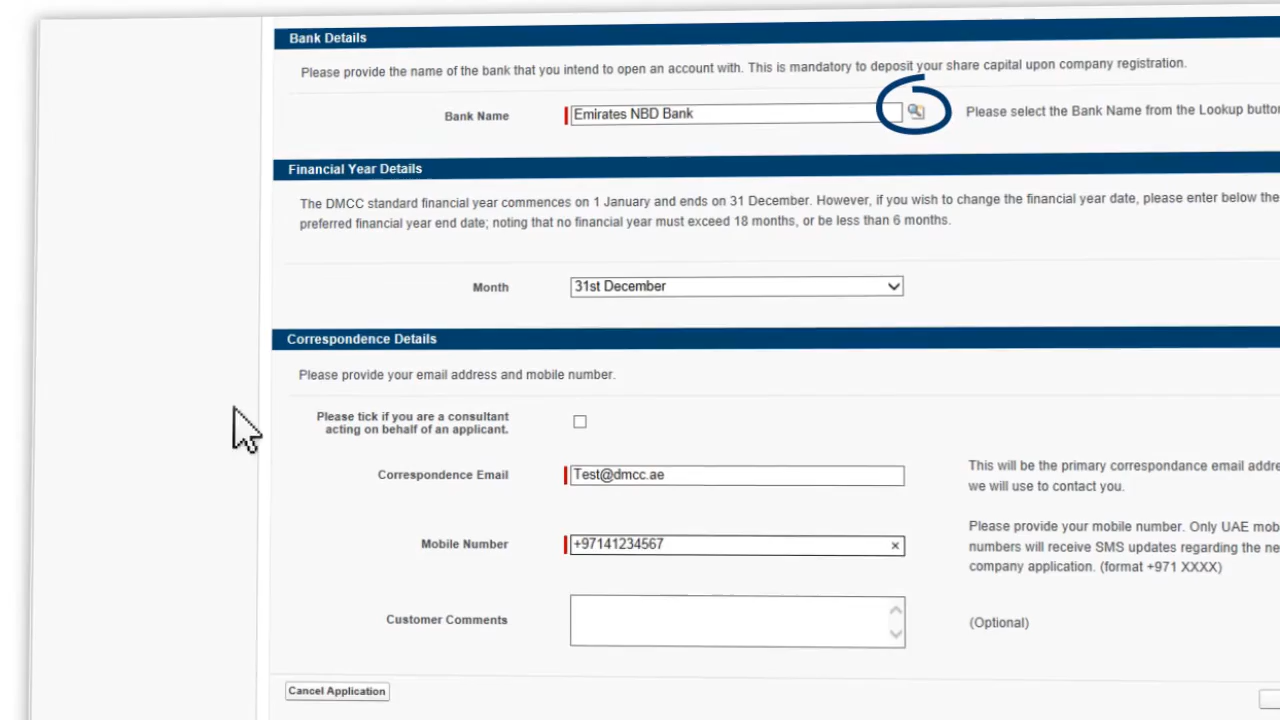 Bank Details
Please provide the name of the bank that you intend to open an account with. This is mandatory to deposit your share capital upon company registration.
Bank Name
Emirates NBD Bank
Please select the Bank Name from the Lookup
Financial Year Details
The DMCC standard financial year commences on 1 January and ends on 31 December. However, if you wish to change the financial year date, please enter below the
preferred financial year end date; noting that no financial year must exceed 18 months, or be less than 6 months.
Month
31st December
Correspondence Details
Please provide your email address and mobile number.
Please tick if you are a consultant
acting on behalf of an applicant.
Correspondence Email
Test@dmcc.ae
This will be the primary correspondance email
we will use to contact you.
Mobile Number
+97141234567
Please provide your mobile number. Only UAE
numbers will receive SMS updates regarding the
company application. (format +971 XXXX)
Customer Comments
(Optional)
Cancel Application